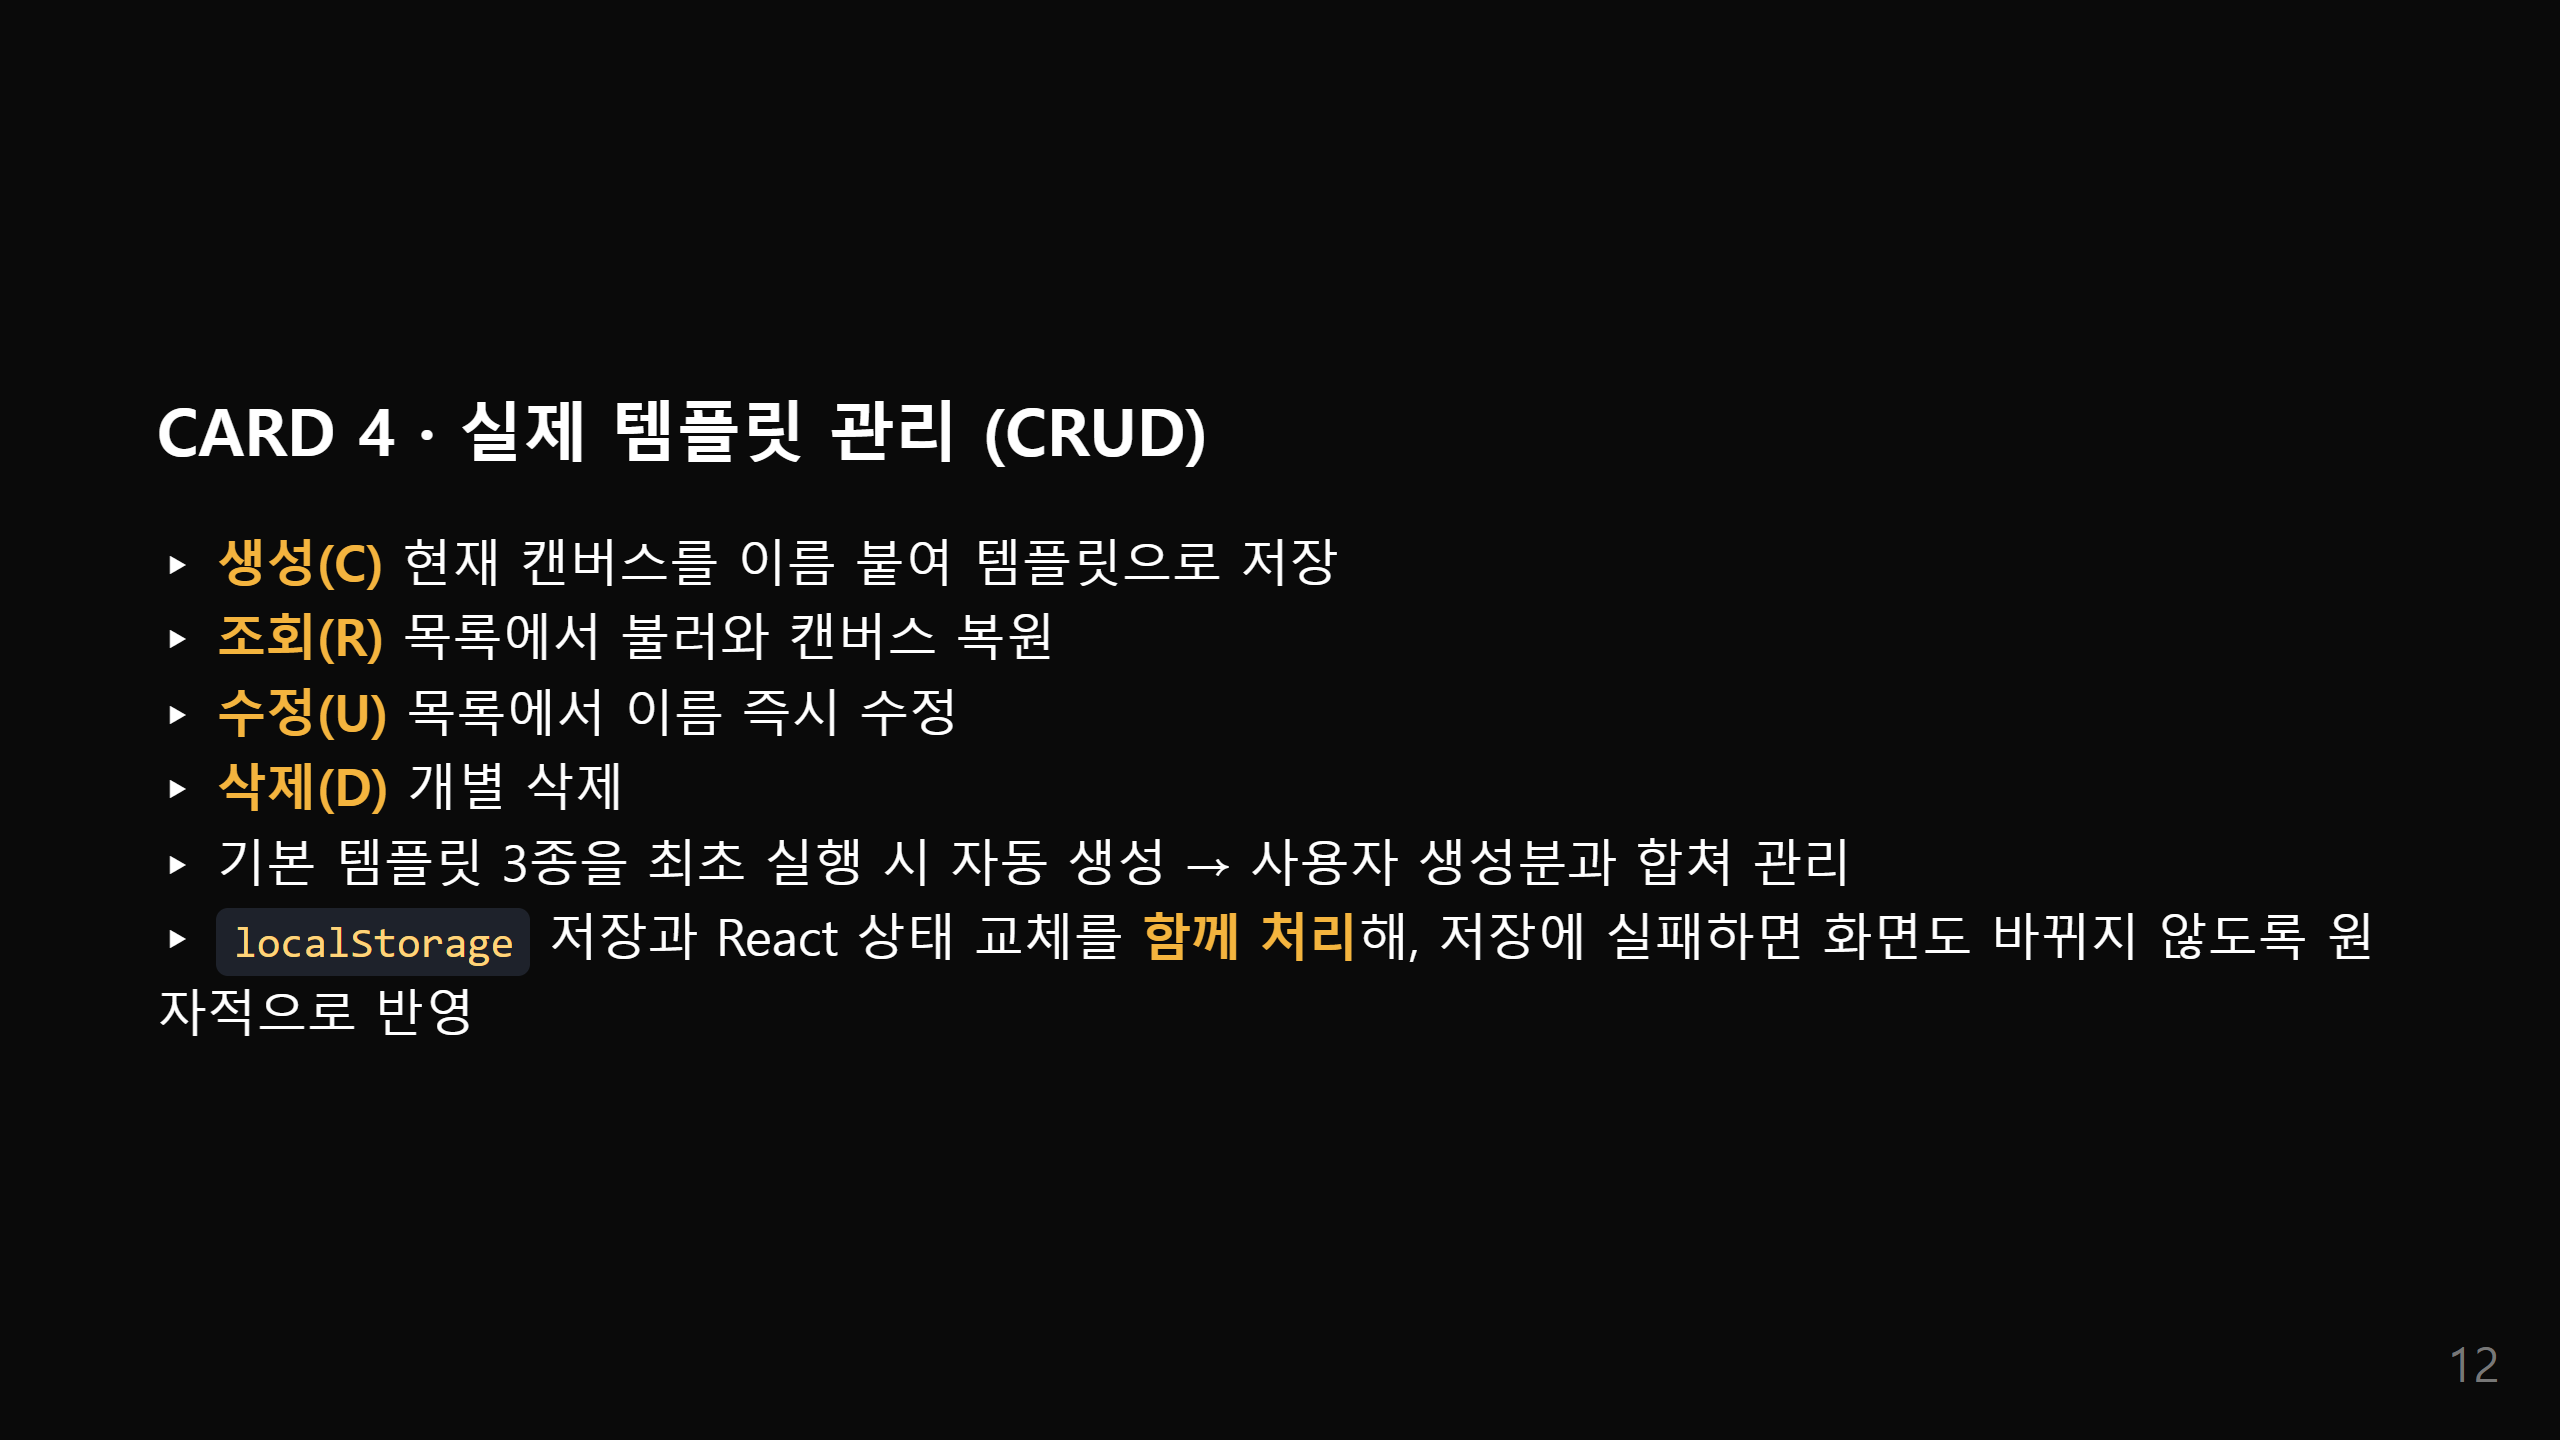 CARD 4 · 실제 템플릿 관리 (CRUD)
▸ 생성(C) 현재 캔버스를 이름 붙여 템플릿으로 저장
▸ 조회(R) 목록에서 불러와 캔버스 복원
▸ 수정(U) 목록에서 이름 즉시 수정
▸ 삭제(D) 개별 삭제
▸ 기본 템플릿 3종을 최초 실행 시 자동 생성 → 사용자 생성분과 합쳐 관리
▸ localStorage 저장과 React 상태 교체를 함께 처리해, 저장에 실패하면 화면도 바뀌지 않도록 원
자적으로 반영
12